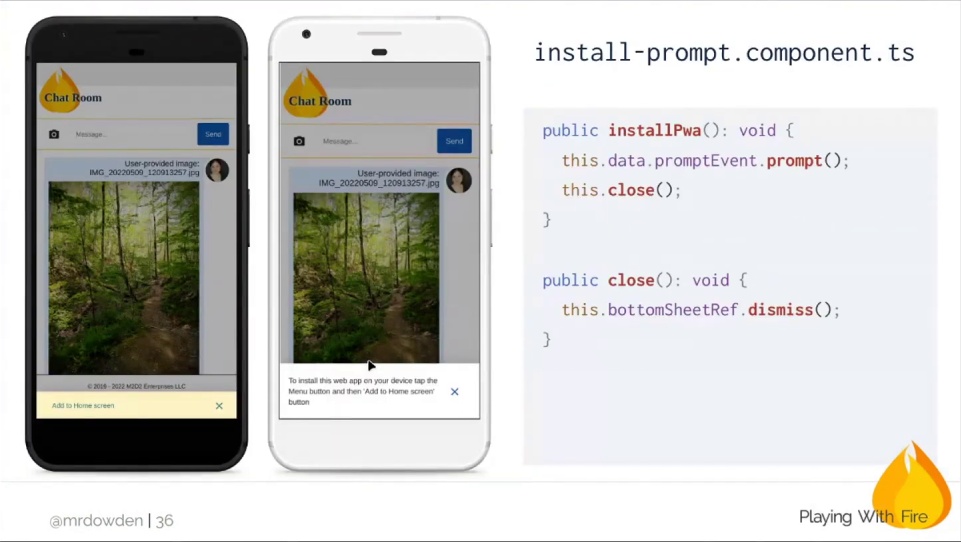 Chat Room
Message...
Send
User-provided image:
IMG_20220509_120913257.jpg
© 2016 - 2022 M2D2 Enterprises LLC
Add to Home screen
Chat Room
Message...
Send
User-provided image:
IMG_20220509_120913257.jpg
To install this web app on your device tap the
Menu button and then 'Add to Home screen'
button
install-prompt.component.ts
public installPwa(): void {
this.data.promptEvent.prompt();
this.close();
}
public close(): void {
this.bottomSheetRef.dismiss();
}
@mrdowden | 36
Playing With Fire